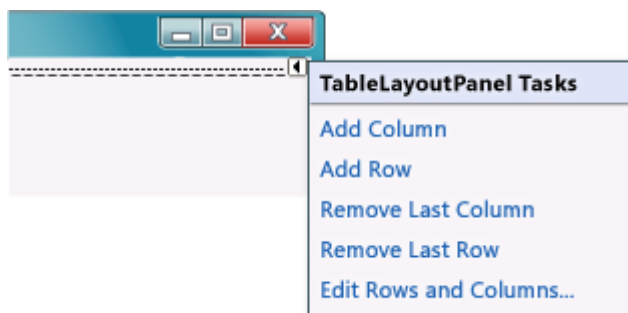 TableLayoutPanel Tasks
Add Column
Add Row
Remove Last Column
Remove Last Row
Edit Rows and Columns...